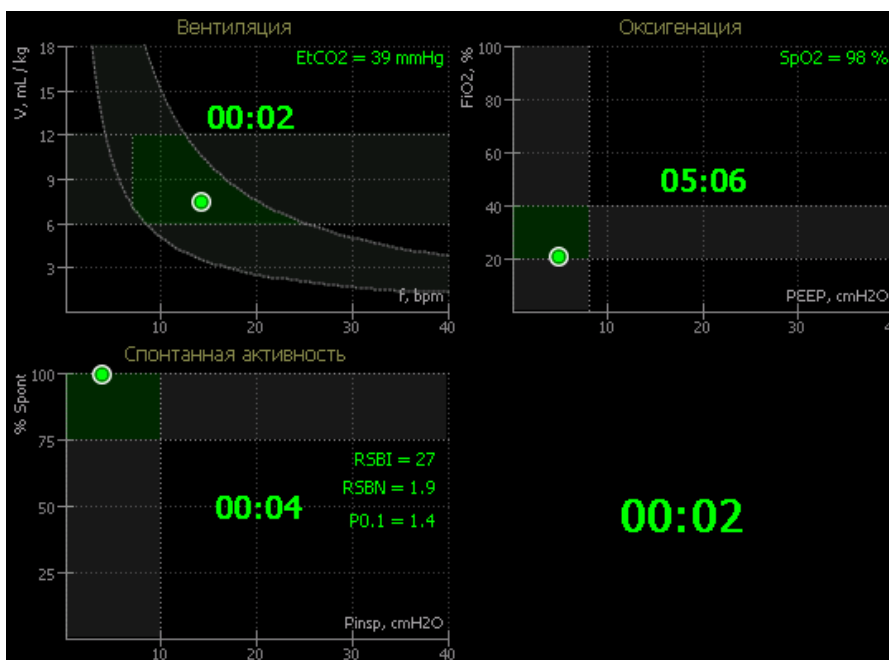 Вентиляция
EtCO2 = 39 mmHg
V, mL / kg
18
15
12
9
6
3
00:02
f, bpm
10 20 30 40
Оксигенация
SpO2 = 98 %
FiO2, %
100
80
60
40
20
05:06
PEEP, cmH2O
10 20 30 4
Спонтанная активность
% Spont
100
75
50
25
RSBI = 27
RSBN = 1.9
P0.1 = 1.4
00:04
Pinsp, cmH2O
10 20 30 40
00:02